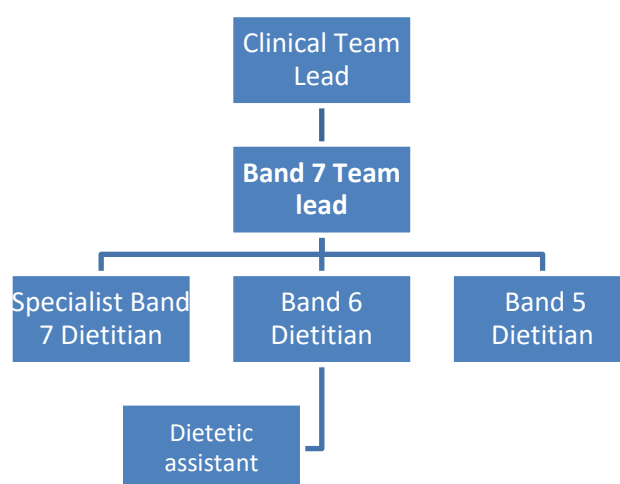 Clinical Team
Lead
Band 7 Team
lead
Specialist Band
7 Dietitian
Band 6
Dietitian
Band 5
Dietitian
Dietetic
assistant